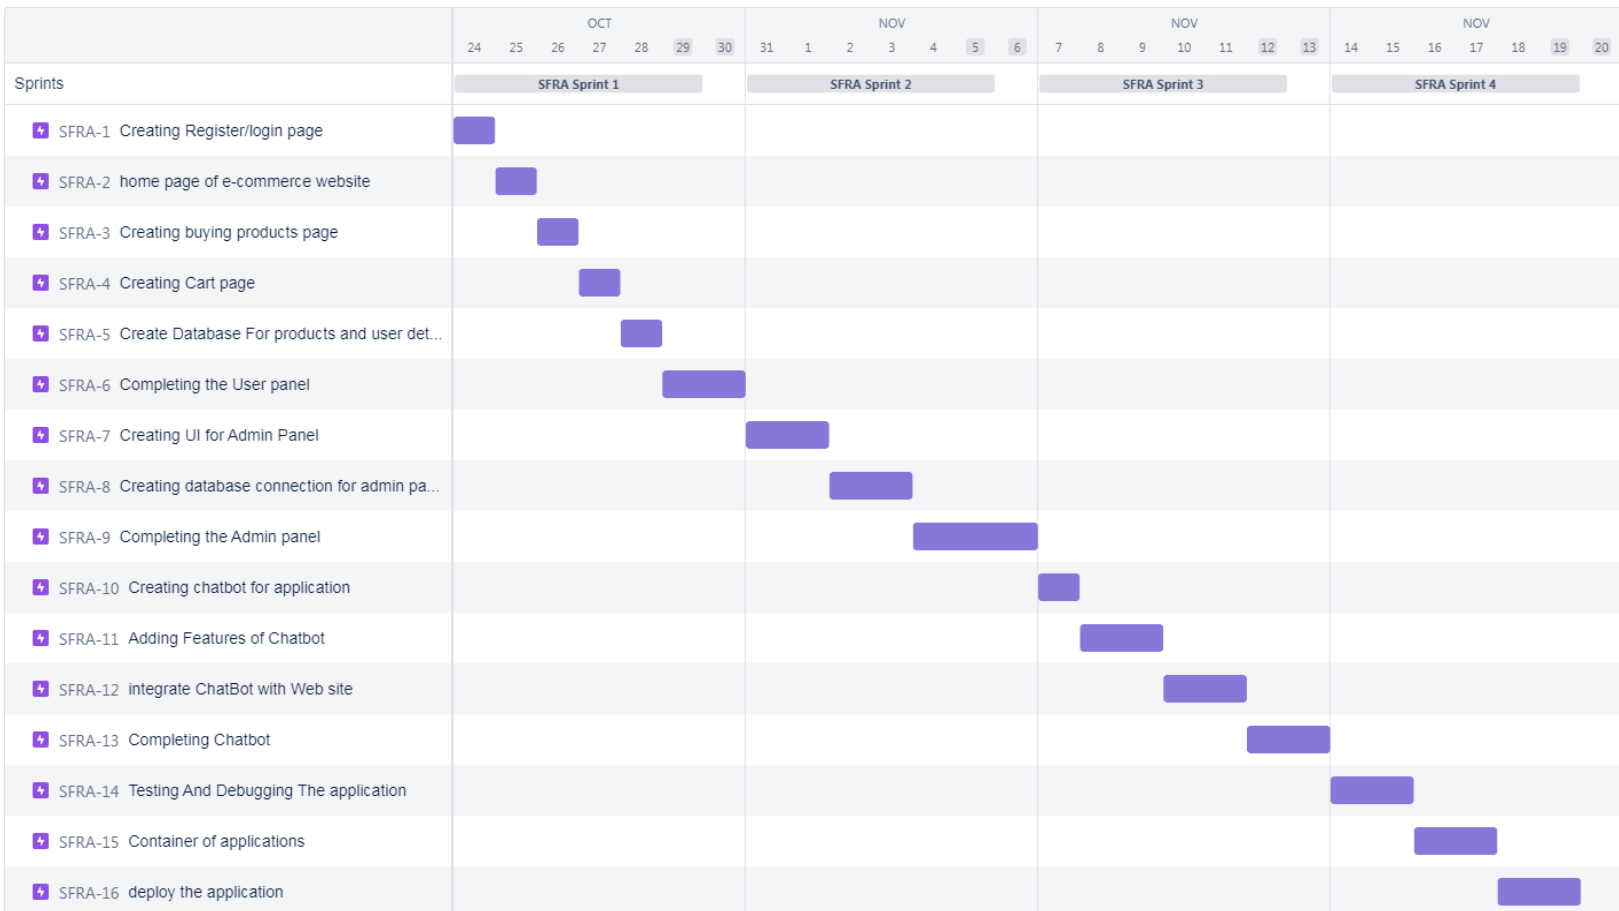 OCT NOV NOV NOV
24 25 26 27 28 29 30 31 1 2 3 4 5 6 7 8 9 10 11 12 13 14 15 16 17 18 19 20
Sprints SFRA Sprint 1 SFRA Sprint 2 SFRA Sprint 3 SFRA Sprint 4
SFRA-1 Creating Register/login page
SFRA-2 home page of e-commerce website
SFRA-3 Creating buying products page
SFRA-4 Creating Cart page
SFRA-5 Create Database For products and user det...
SFRA-6 Completing the User panel
SFRA-7 Creating UI for Admin Panel
SFRA-8 Creating database connection for admin pa...
SFRA-9 Completing the Admin panel
SFRA-10 Creating chatbot for application
SFRA-11 Adding Features of Chatbot
SFRA-12 integrate ChatBot with Web site
SFRA-13 Completing Chatbot
SFRA-14 Testing And Debugging The application
SFRA-15 Container of applications
SFRA-16 deploy the application